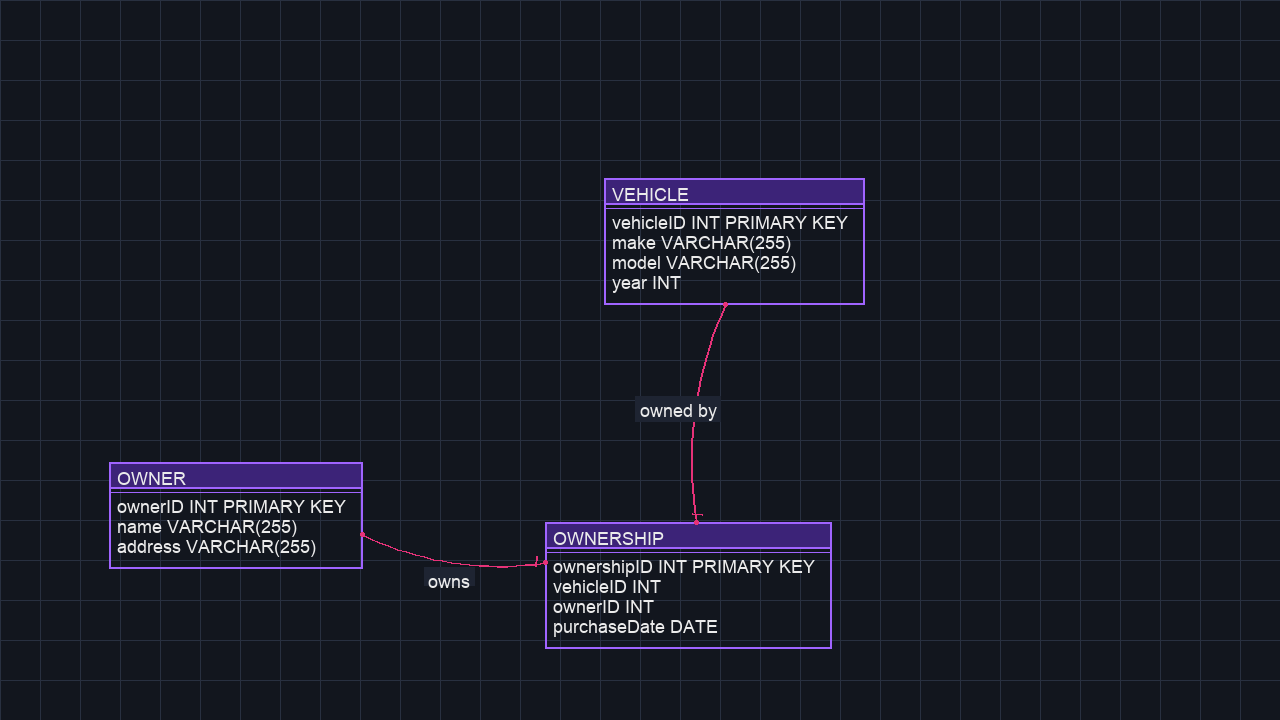 VEHICLE
vehicleID INT PRIMARY KEY
make VARCHAR(255)
model VARCHAR(255)
year INT
owned by
OWNER
ownerID INT PRIMARY KEY
name VARCHAR(255)
address VARCHAR(255)
owns
OWNERSHIP
ownershipID INT PRIMARY KEY
vehicleID INT
ownerID INT
purchaseDate DATE